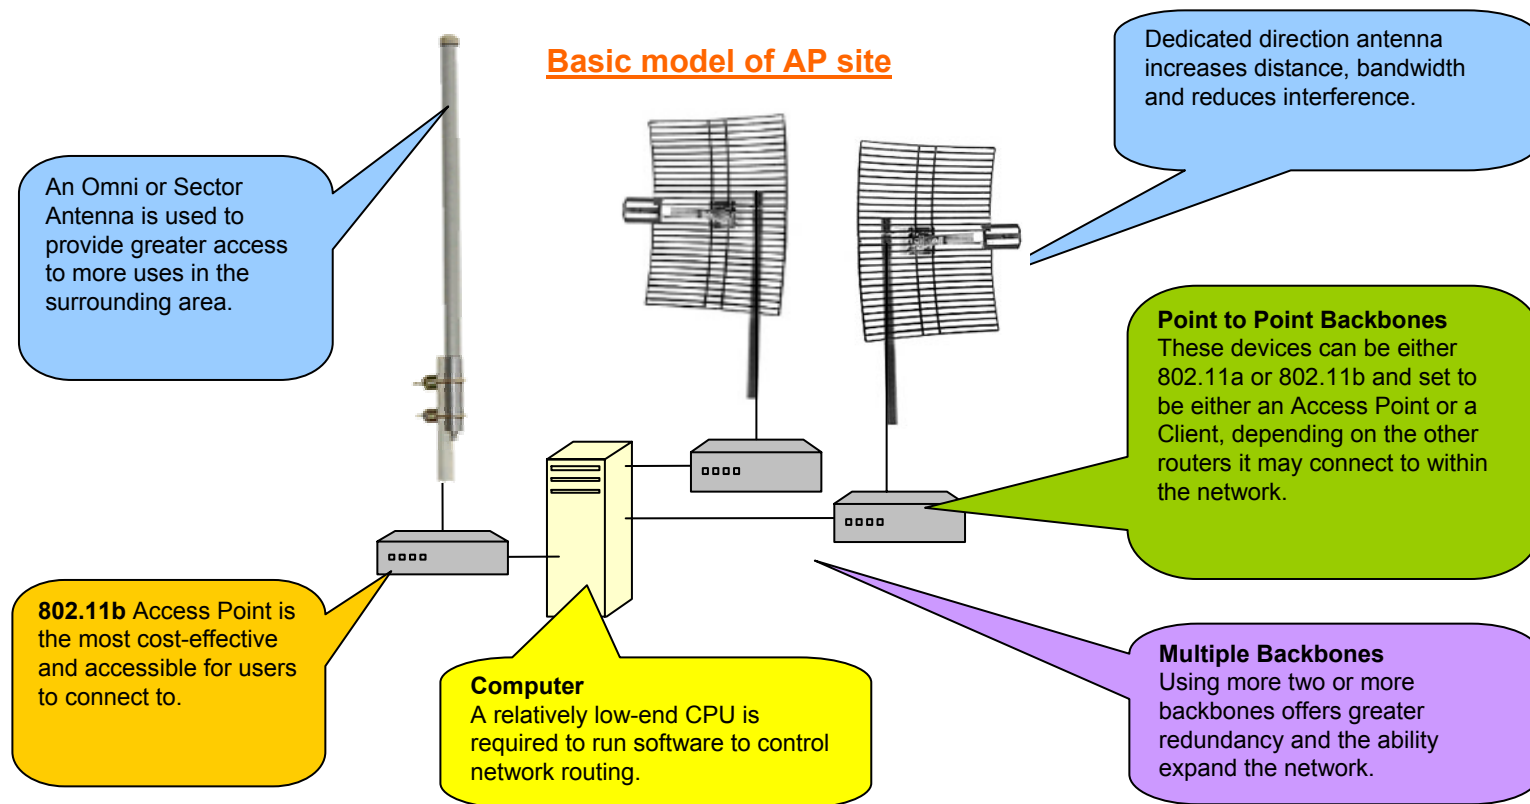 Basic model of AP site
Dedicated direction antenna
increases distance, bandwidth
and reduces interference.
An Omni or Sector
Antenna is used to
provide greater access
to more uses in the
surrounding area.
Point to Point Backbones
These devices can be either
802.11a or 802.11b and set to
be either an Access Point or a
Client, depending on the other
routers it may connect to within
the network.
802.11b Access Point is
the most cost-effective
and accessible for users
to connect to.
Computer
A relatively low-end CPU is
required to run software to control
network routing.
Multiple Backbones
Using more two or more
backbones offers greater
redundancy and the ability
expand the network.